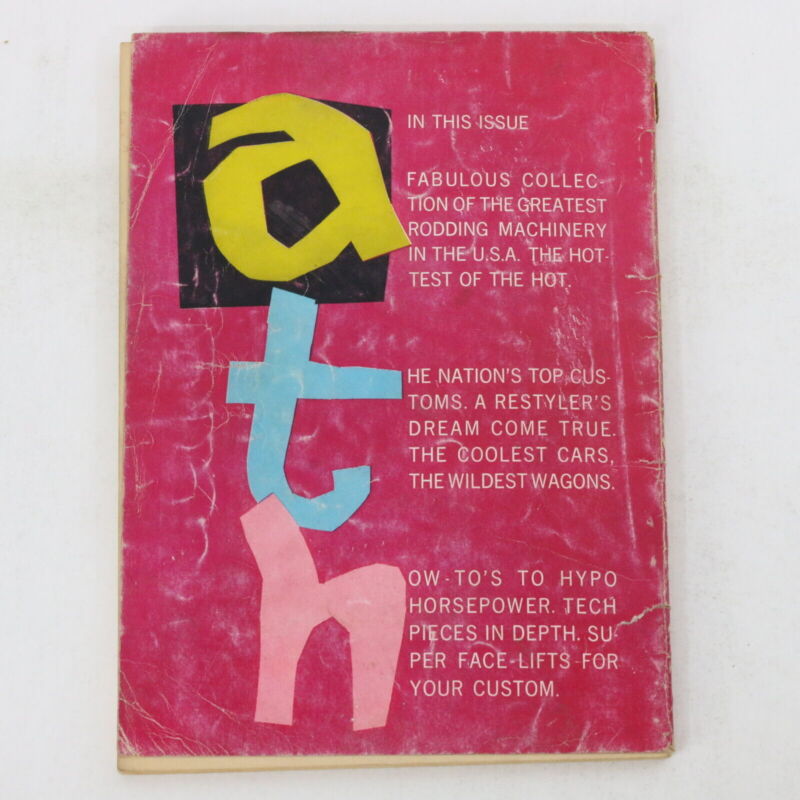 IN THIS ISSUE
a
FABULOUS COLLEC-
TION OF THE GREATEST
RODDING MACHINERY
IN THE U.S.A. THE HOT-
TEST OF THE HOT.
t
HE NATION'S TOP CUS-
TOMS. A RESTYLER'S
DREAM COME TRUE.
THE COOLEST CARS,
THE WILDEST WAGONS.
h
OW-TO'S TO HYPO
HORSEPOWER. TECH
PIECES IN DEPTH. SU-
PER FACE-LIFTS FOR
YOUR CUSTOM.